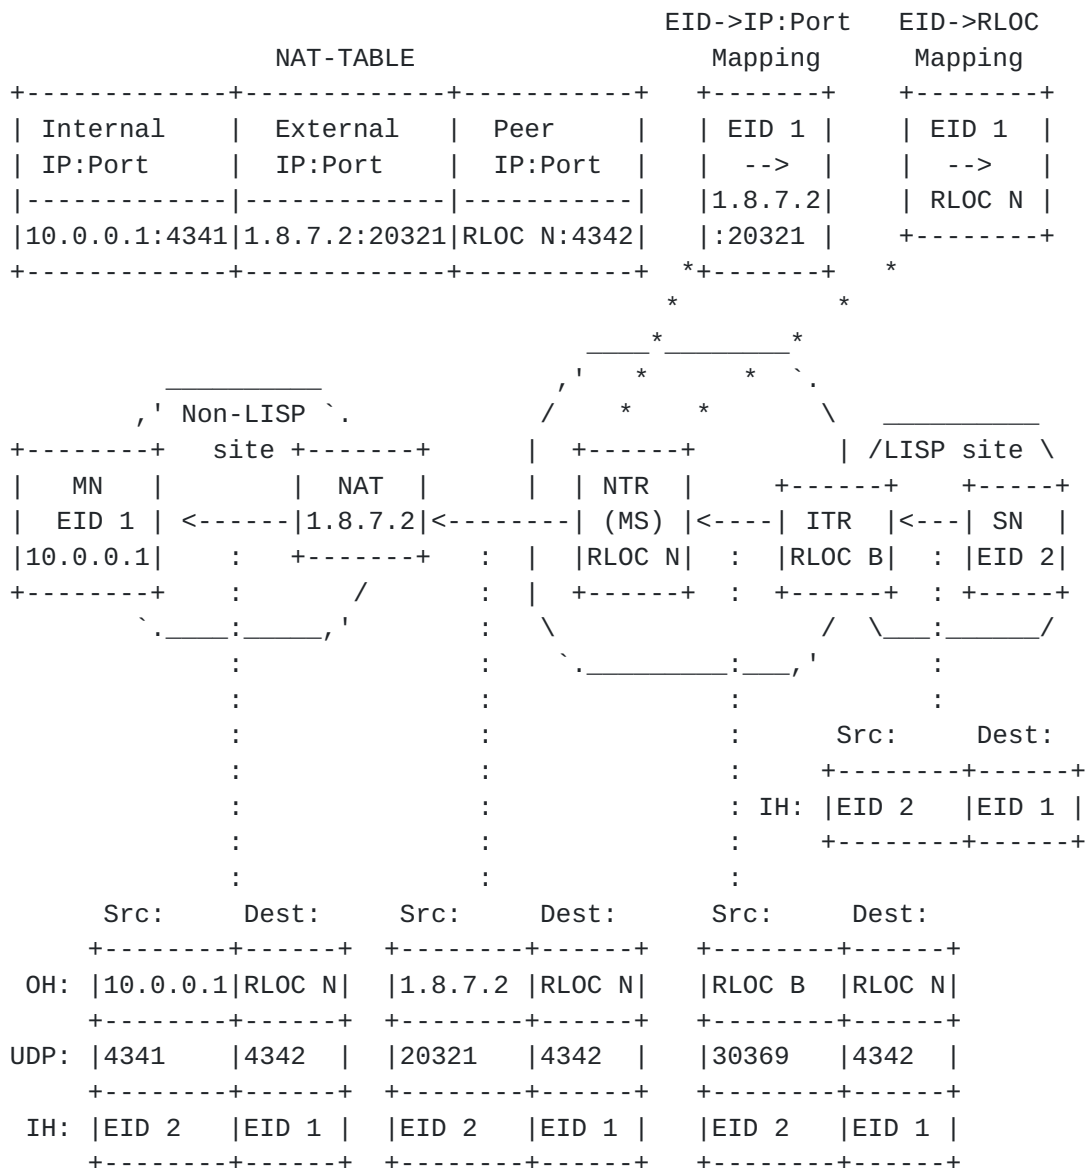 EID->IP:Port EID->RLOC
NAT-TABLE Mapping Mapping
Internal External Peer EID 1 EID 1
IP:Port IP:Port IP:Port --> -->
1.8.7.2 RLOC N
10.0.0.1:4341 1.8.7.2:20321 RLOC N:4342 :20321
Non-LISP
site /LISP site \
MN NAT NTR
EID 1 <------ 1.8.7.2 <-------- (MS) <---- ITR <--- SN
10.0.0.1 RLOC N RLOC B EID 2
Src: Dest:
IH: EID 2 EID 1
Src: Dest: Src: Dest: Src: Dest:
OH: 10.0.0.1 RLOC N 1.8.7.2 RLOC N RLOC B RLOC N
UDP: 4341 4342 20321 4342 30369 4342
IH: EID 2 EID 1 EID 2 EID 1 EID 2 EID 1